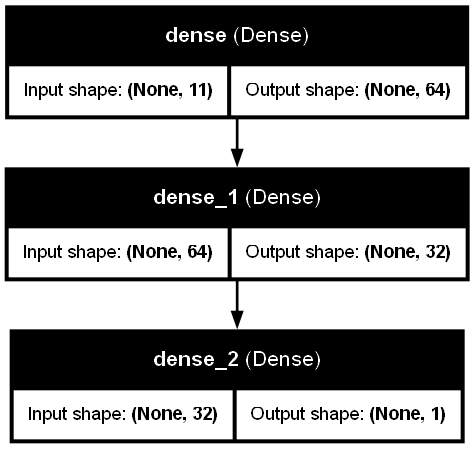 dense (Dense)
Input shape: (None, 11) Output shape: (None, 64)
dense_1 (Dense)
Input shape: (None, 64) Output shape: (None, 32)
dense_2 (Dense)
Input shape: (None, 32) Output shape: (None, 1)